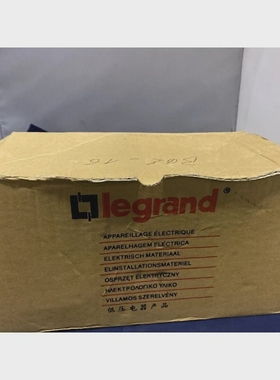 legrand®
APPAREILLAGE ELECTRIQUE
APARELHAGEM ELECTRICA
ELEKTRISCH MATERIAAL
ELINSTALLATIONSMATERIEL
OSPRZĘT ELEKTRYCZNY
ΗΛΕΚΤΡΟΛΟΓΙΚΟ ΥΛΙΚΟ
VILLAMOS SZERELVÉNY
低压电器产品